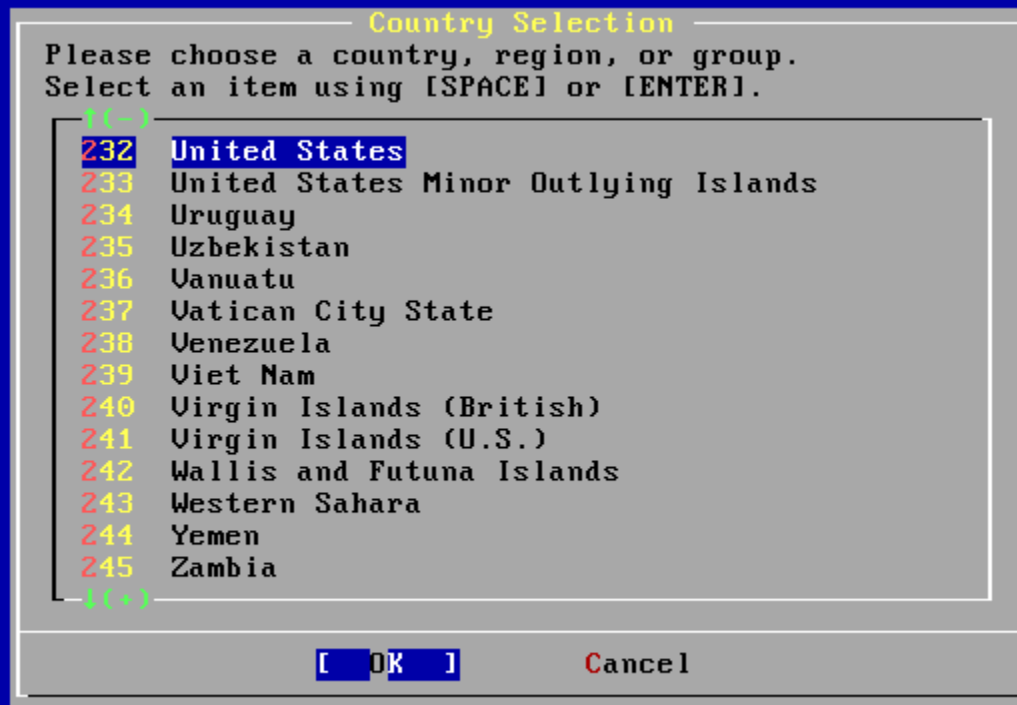 Country Selection
Please choose a country, region, or group.
Select an item using [SPACE] or [ENTER].
↑(-)
232 United States
233 United States Minor Outlying Islands
234 Uruguay
235 Uzbekistan
236 Vanuatu
237 Vatican City State
238 Venezuela
239 Viet Nam
240 Virgin Islands (British)
241 Virgin Islands (U.S.)
242 Wallis and Futuna Islands
243 Western Sahara
244 Yemen
245 Zambia
↓(+)
[ OK ] Cancel